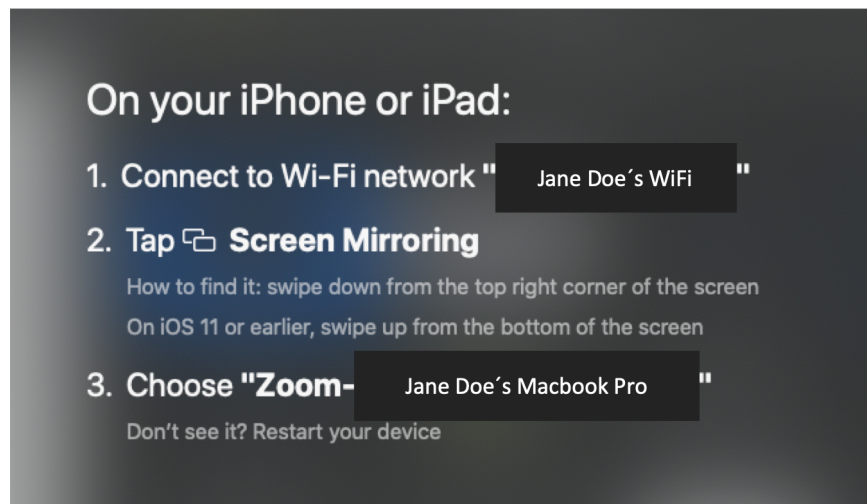 On your iPhone or iPad:
1. Connect to Wi-Fi network "Jane Doe´s WiFi"
2. Tap Screen Mirroring
How to find it: swipe down from the top right corner of the screen
On iOS 11 or earlier, swipe up from the bottom of the screen
3. Choose "Zoom-Jane Doe´s Macbook Pro"
Don't see it? Restart your device